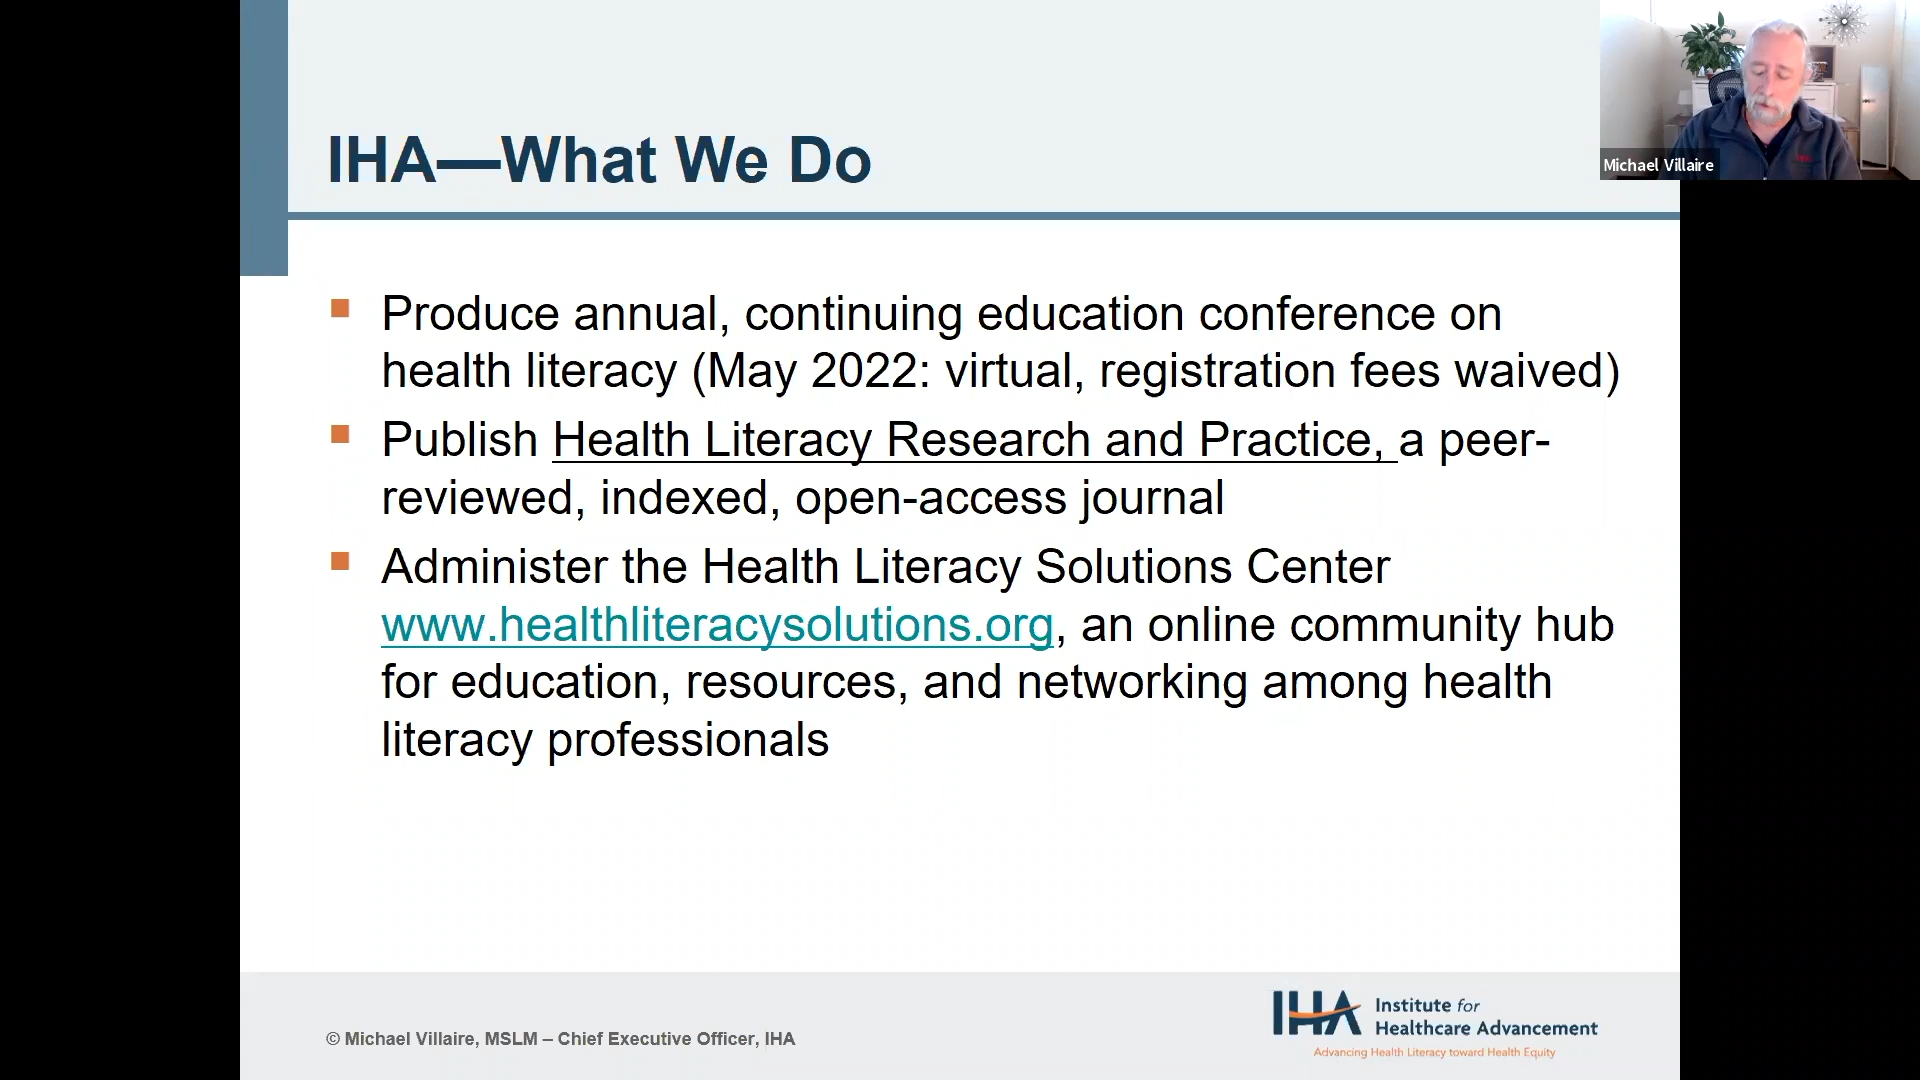 IHA—What We Do
Michael Villaire
Produce annual, continuing education conference on
health literacy (May 2022: virtual, registration fees waived)
Publish Health Literacy Research and Practice, a peer-
reviewed, indexed, open-access journal
Administer the Health Literacy Solutions Center
www.healthliteracysolutions.org, an online community hub
for education, resources, and networking among health
literacy professionals
© Michael Villaire, MSLM – Chief Executive Officer, IHA
IHA
Institute for
Healthcare Advancement
Advancing Health Literacy toward Health Equity